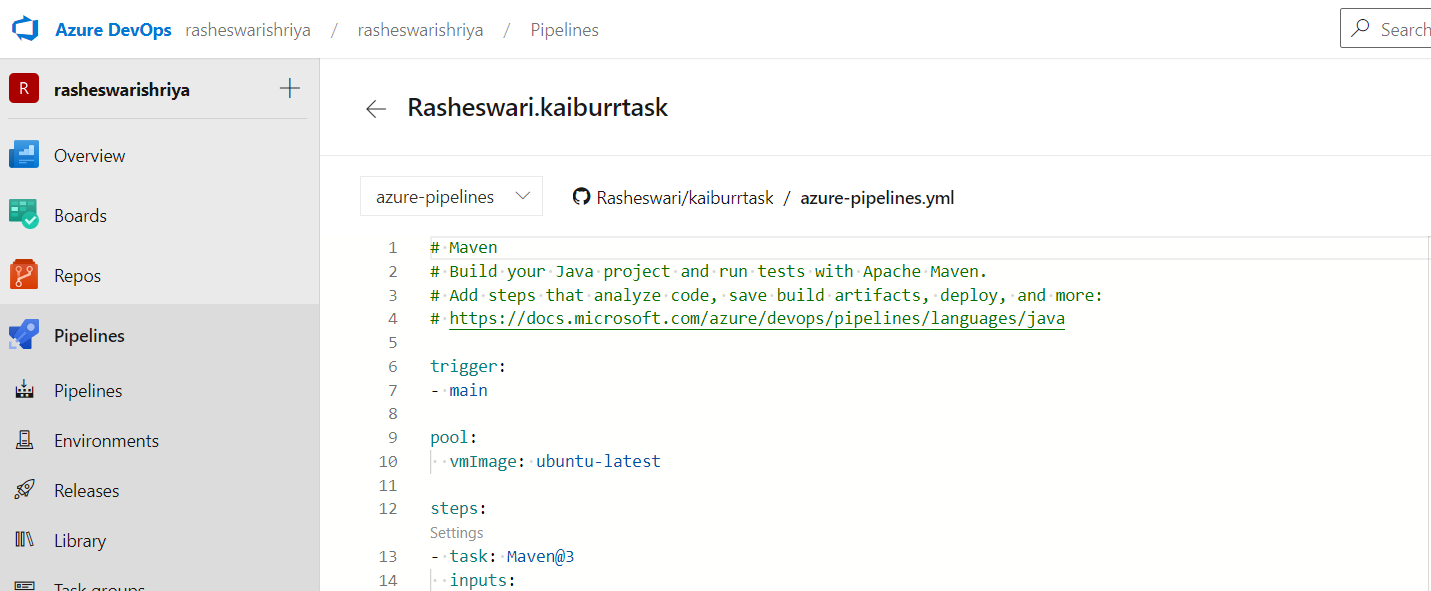 Azure DevOps rasheswarishriya / rasheswarishriya / Pipelines
Search
R rasheswarishriya
Overview
Boards
Repos
Pipelines
Pipelines
Environments
Releases
Library
Task groups
Rasheswari.kaiburrtask
azure-pipelines
Rasheswari/kaiburrtask / azure-pipelines.yml
1 # Maven
2 # Build your Java project and run tests with Apache Maven.
3 # Add steps that analyze code, save build artifacts, deploy, and more:
4 # https://docs.microsoft.com/azure/devops/pipelines/languages/java
5
6 trigger:
7 - main
8
9 pool:
10 vmImage: ubuntu-latest
11
12 steps:
Settings
13 - task: Maven@3
14 inputs: